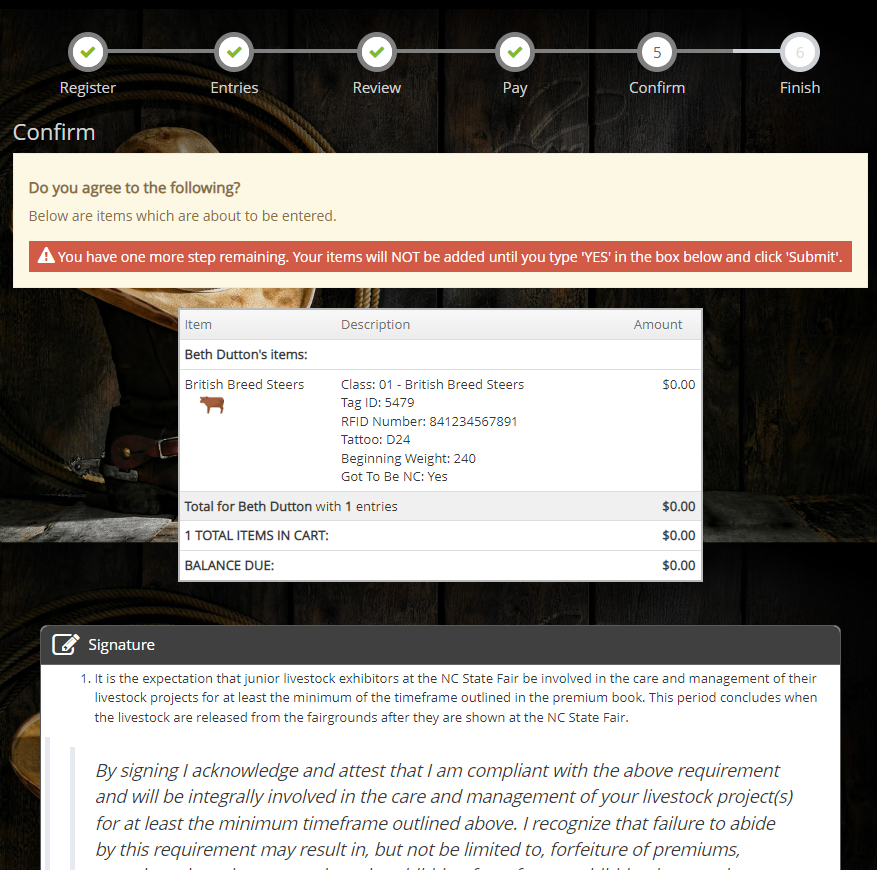 5 6
Register Entries Review Pay Confirm Finish
Confirm
Do you agree to the following?
Below are items which are about to be entered.
You have one more step remaining. Your items will NOT be added until you type 'YES' in the box below and click 'Submit'.
Item Description Amount
Beth Dutton's items:
British Breed Steers Class: 01 - British Breed Steers $0.00
Tag ID: 5479
RFID Number: 841234567891
Tattoo: D24
Beginning Weight: 240
Got To Be NC: Yes
Total for Beth Dutton with 1 entries $0.00
1 TOTAL ITEMS IN CART: $0.00
BALANCE DUE: $0.00
Signature
1. It is the expectation that junior livestock exhibitors at the NC State Fair be involved in the care and management of their
livestock projects for at least the minimum of the timeframe outlined in the premium book. This period concludes when
the livestock are released from the fairgrounds after they are shown at the NC State Fair.
By signing I acknowledge and attest that I am compliant with the above requirement
and will be integrally involved in the care and management of your livestock project(s)
for at least the minimum timeframe outlined above. I recognize that failure to abide
by this requirement may result in, but not be limited to, forfeiture of premiums,